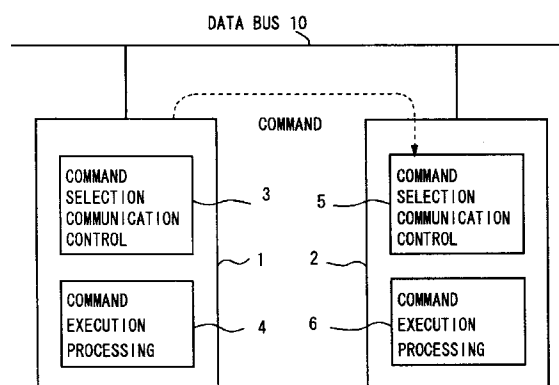 DATA BUS 10
COMMAND
COMMAND
SELECTION
COMMUNICATION
CONTROL
3
COMMAND
SELECTION
COMMUNICATION
CONTROL
5
1
2
COMMAND
EXECUTION
PROCESSING
4
COMMAND
EXECUTION
PROCESSING
6